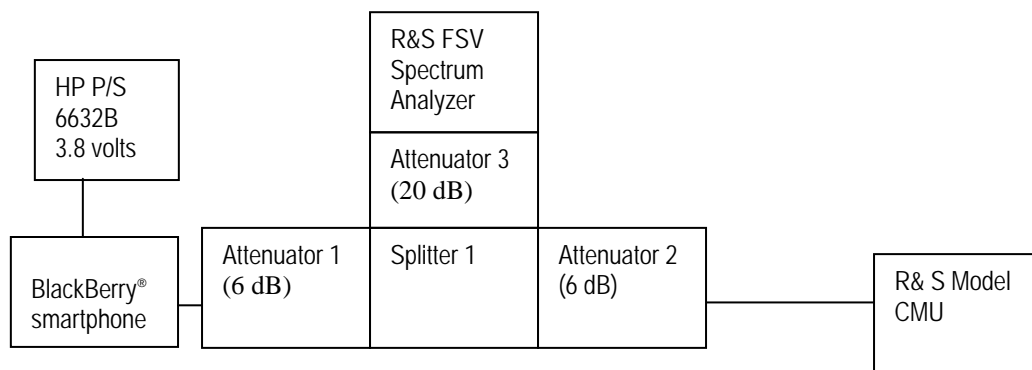 R&S FSV
Spectrum
Analyzer
HP P/S
6632B
3.8 volts
Attenuator 3
(20 dB)
BlackBerry®
smartphone
Attenuator 1
(6 dB)
Splitter 1
Attenuator 2
(6 dB)
R& S Model
CMU